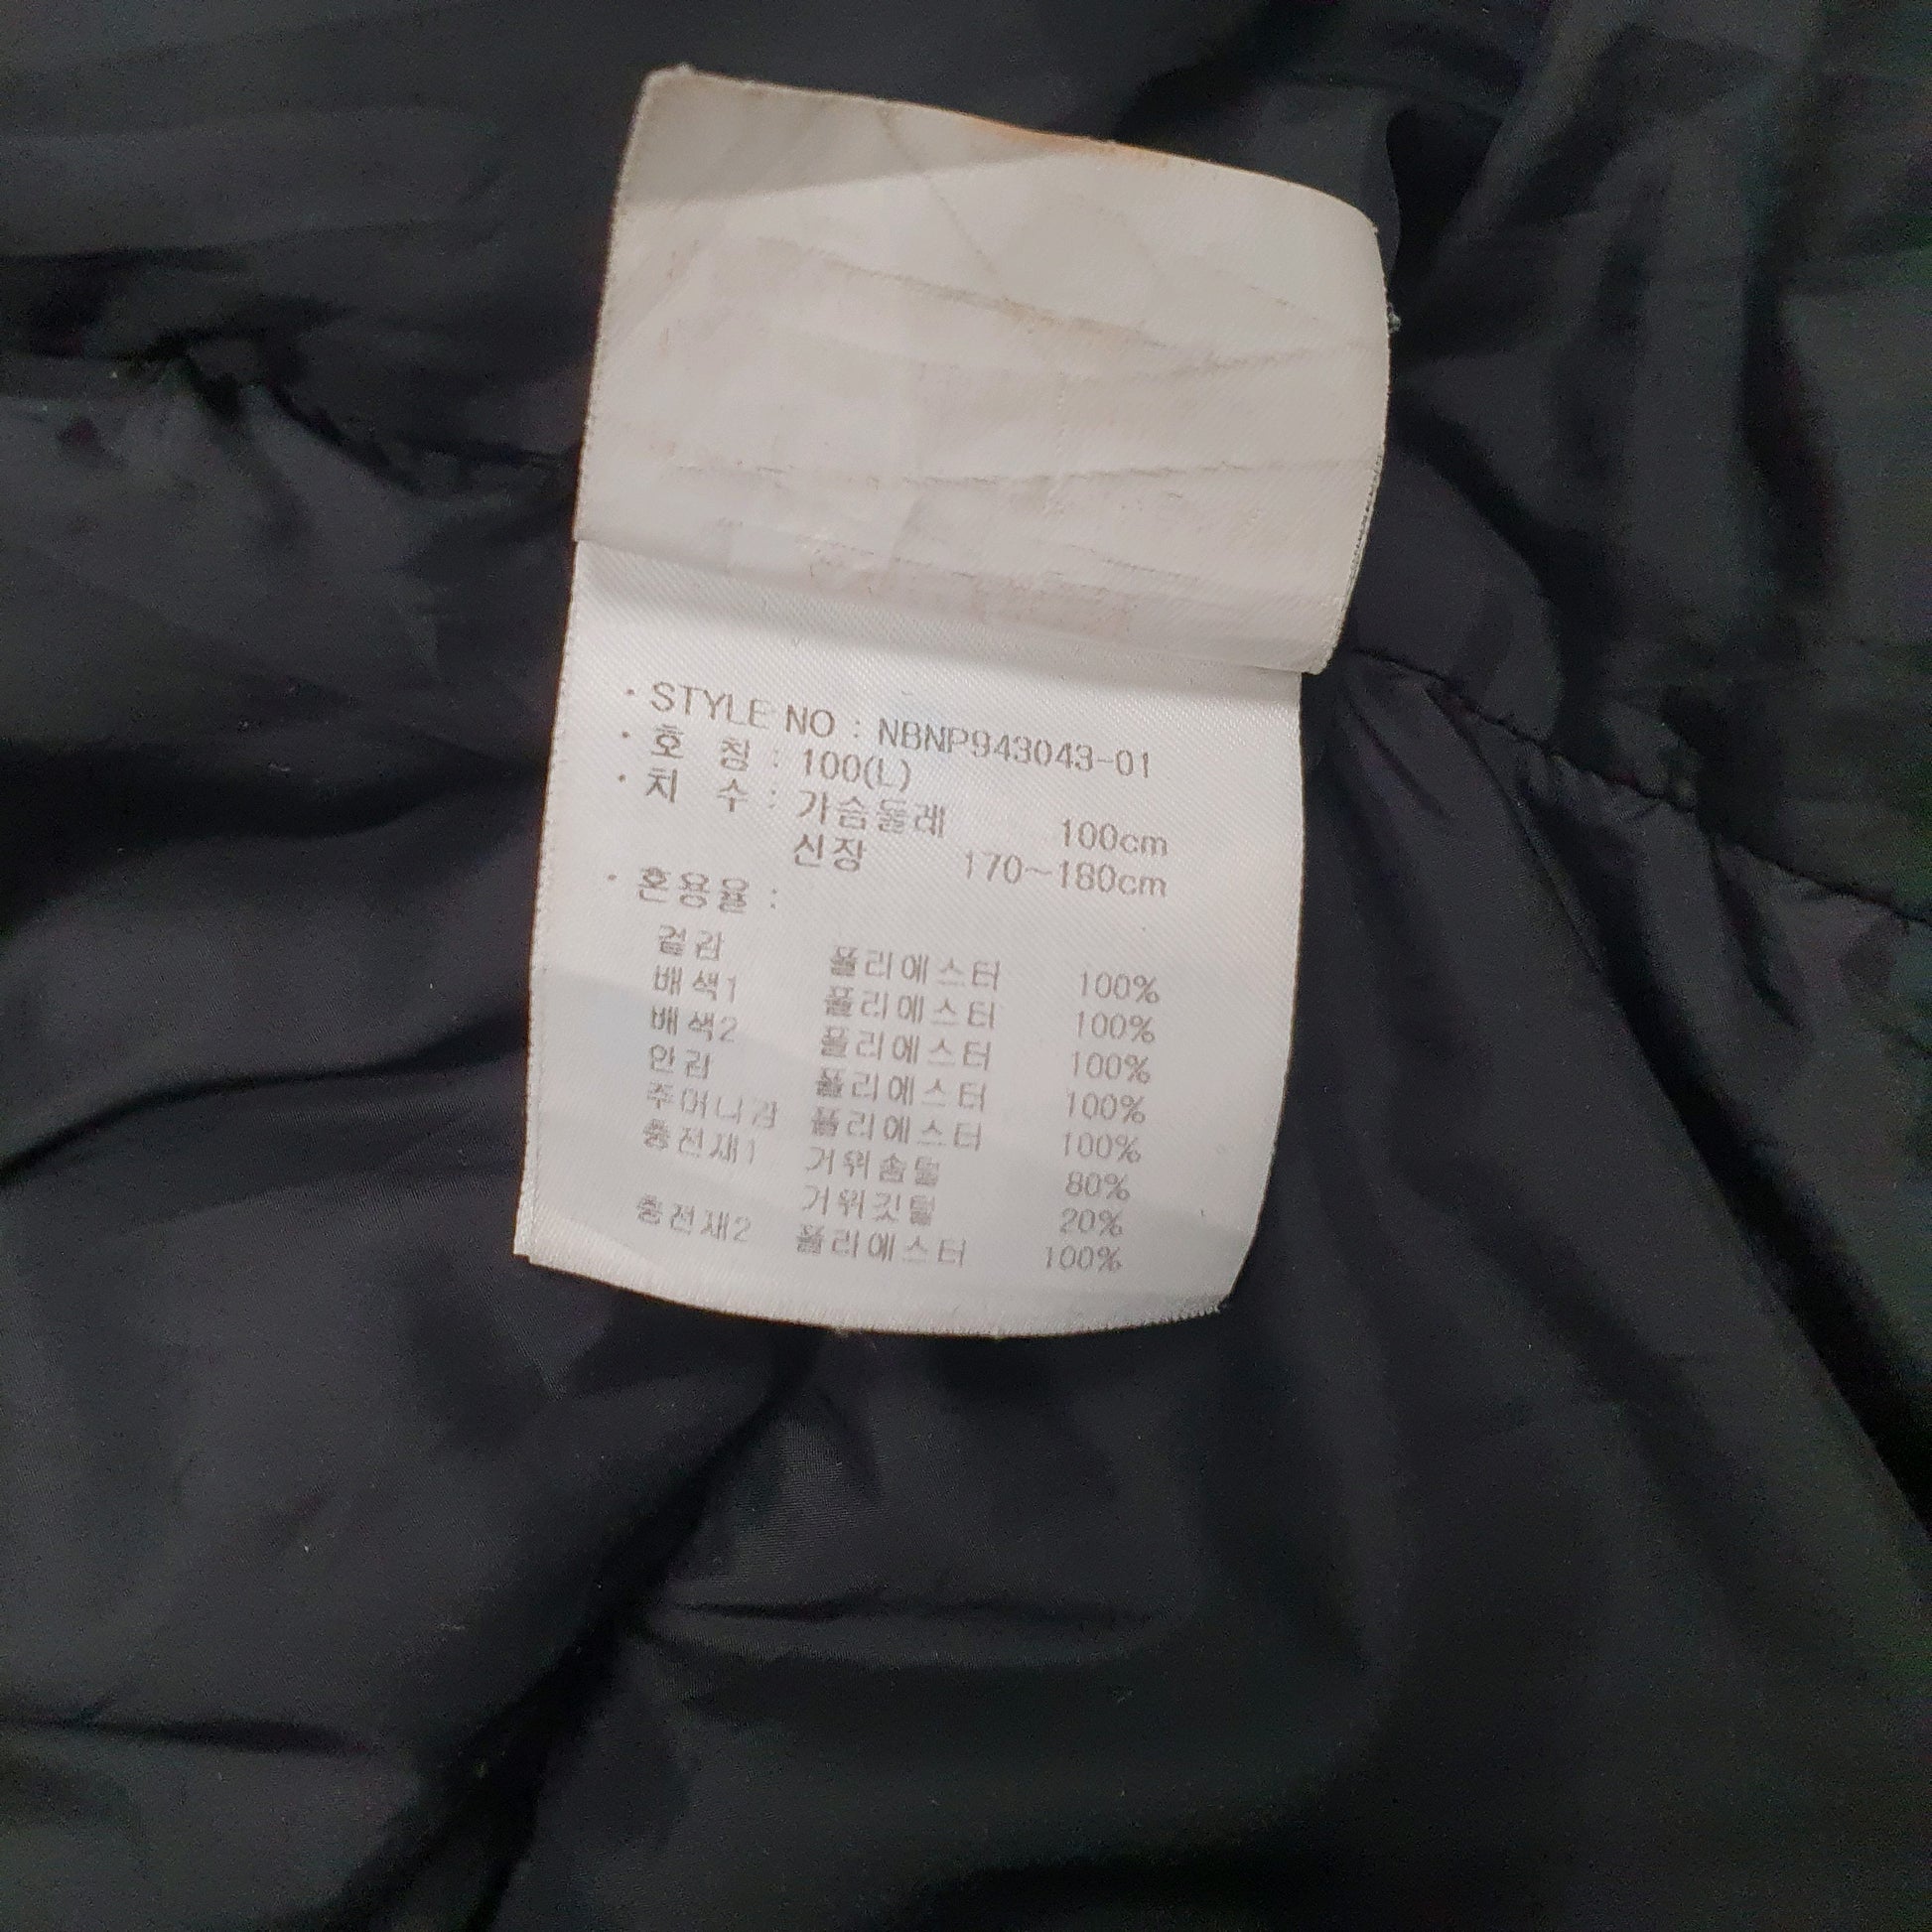 · STYLE NO : NBNP943043-01
· 호 칭 : 100(L)
· 치 수 : 가슴둘레 100cm
신장 170~180cm
· 혼용율 :
겉감 폴리에스터 100%
배색1 폴리에스터 100%
배색2 폴리에스터 100%
안감 폴리에스터 100%
주머니감 폴리에스터 100%
충전재1 거위솜털 80%
거위깃털 20%
충전재2 폴리에스터 100%